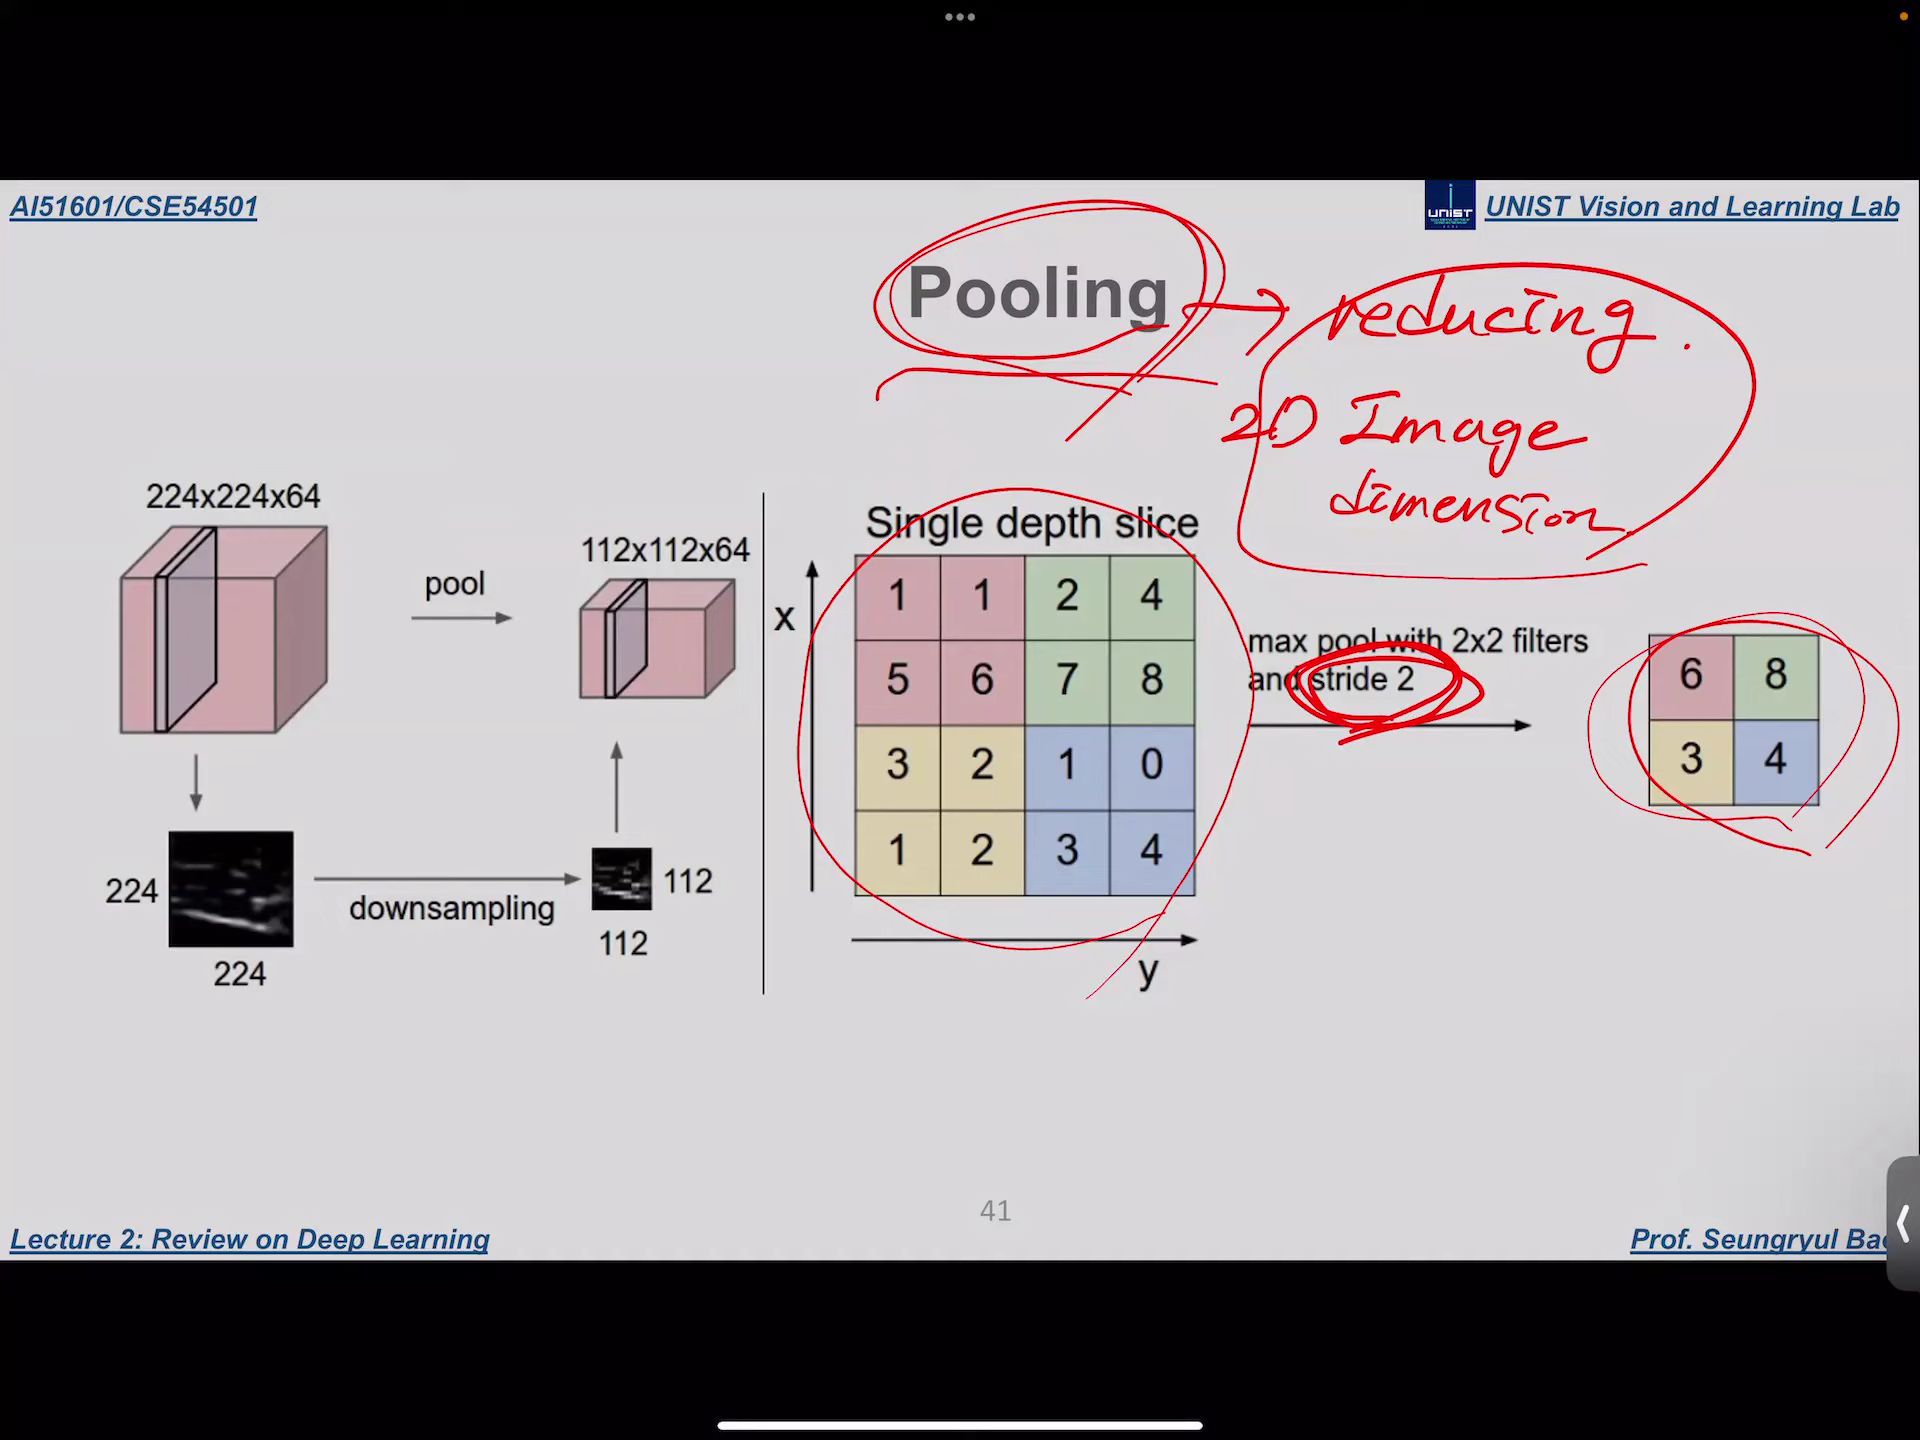 AI51601/CSE54501
UNIST
UNIST Vision and Learning Lab
Pooling
reducing.
2D Image
dimension
224x224x64
pool
112x112x64
224
224
downsampling
112
112
Single depth slice
x
1 1 2 4
5 6 7 8
3 2 1 0
1 2 3 4
y
max pool with 2x2 filters
and stride 2
6 8
3 4
41
Lecture 2: Review on Deep Learning
Prof. Seungryul